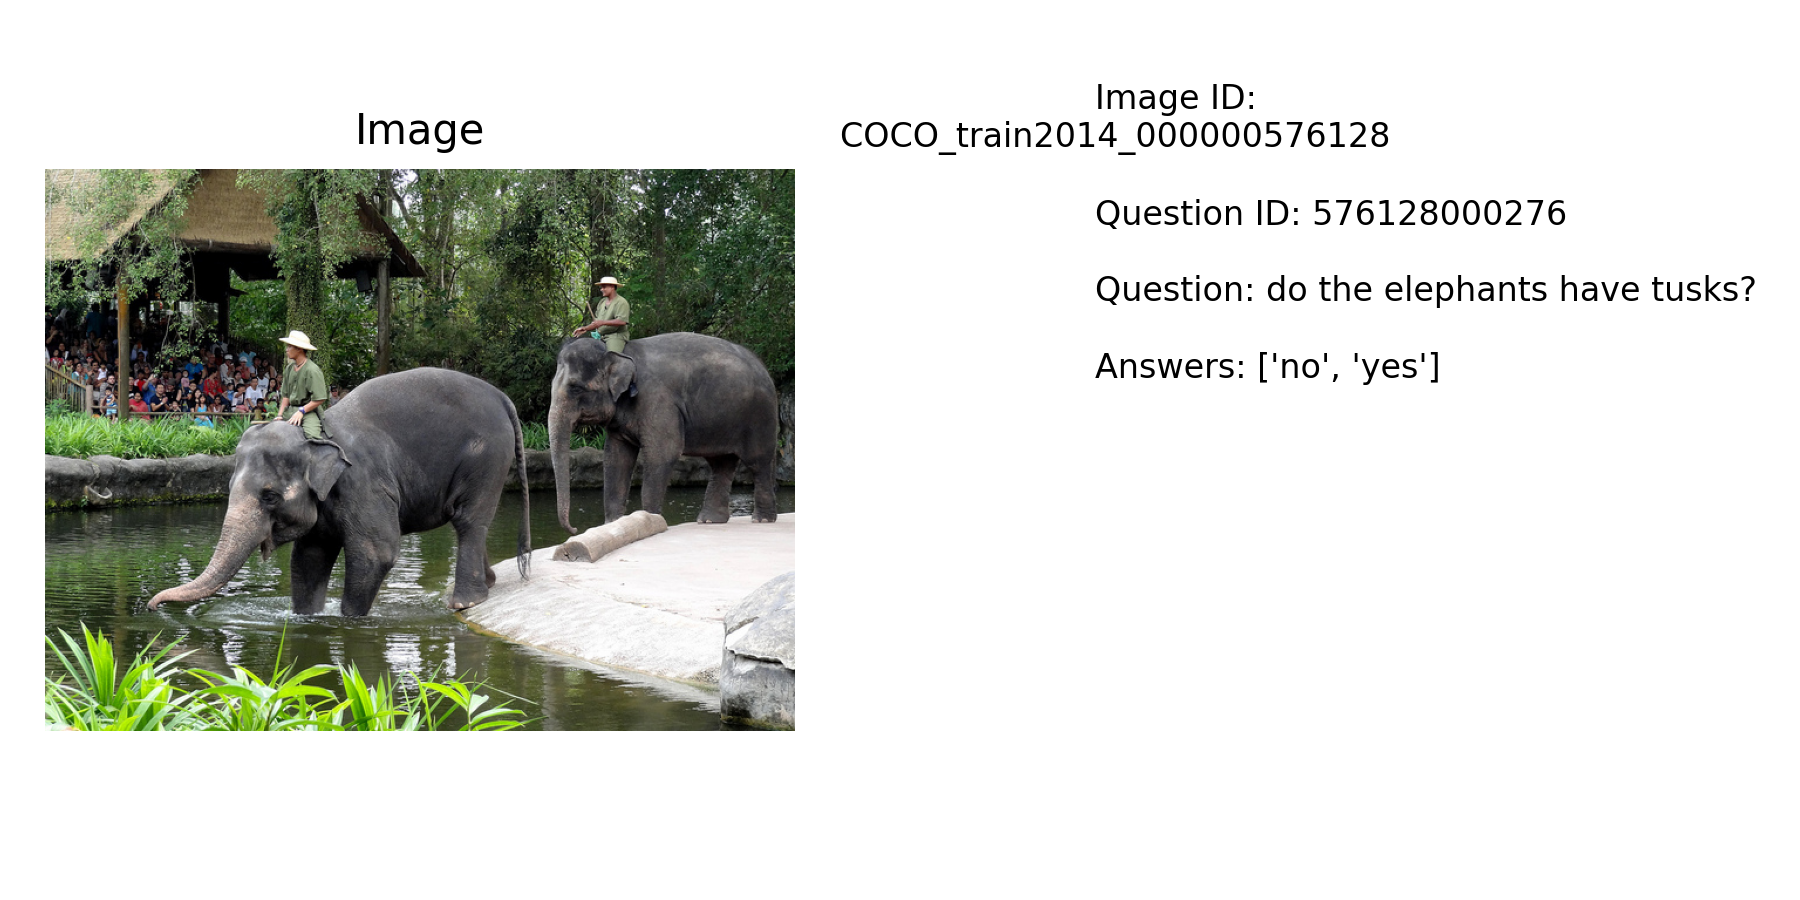 Image
Image ID:
COCO_train2014_000000576128
Question ID: 576128000276
Question: do the elephants have tusks?
Answers: ['no', 'yes']